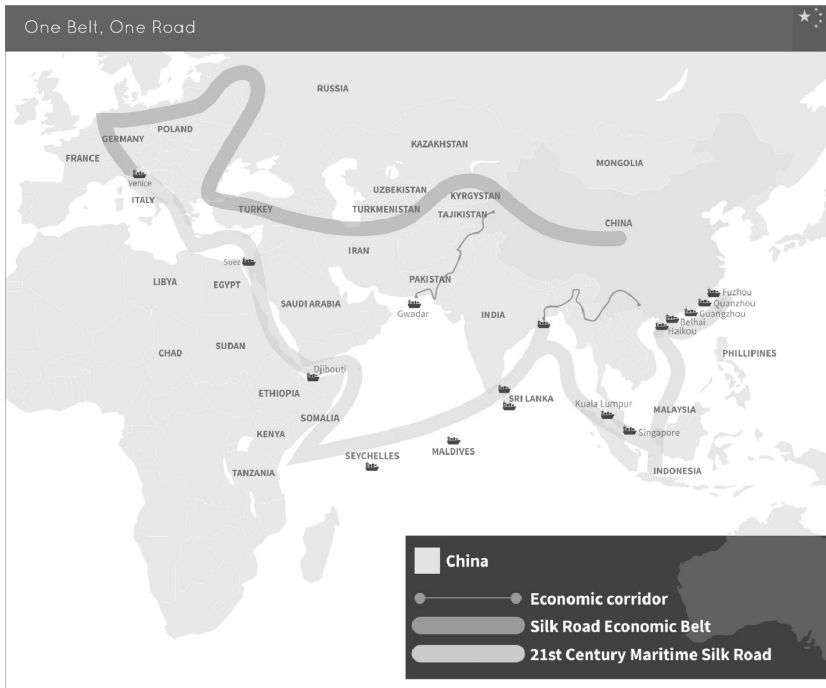 One Belt, One Road
RUSSIA
POLAND
GERMANY
FRANCE
KAZAKHSTAN
MONGOLIA
Venice
ITALY
UZBEKISTAN
KYRGYSTAN
TURKEY
TURKMENISTAN
TAJIKISTAN
CHINA
IRAN
Suez
LIBYA
EGYPT
PAKISTAN
SAUDI ARABIA
Gwadar
INDIA
Fuzhou
Quanzhou
Guangzhou
Belhai
Haikou
CHAD
SUDAN
PHILLIPINES
Djibouti
ETHIOPIA
SRI LANKA
Kuala Lumpur
MALAYSIA
SOMALIA
KENYA
Singapore
SEYCHELLES
MALDIVES
TANZANIA
INDONESIA
China
Economic corridor
Silk Road Economic Belt
21st Century Maritime Silk Road